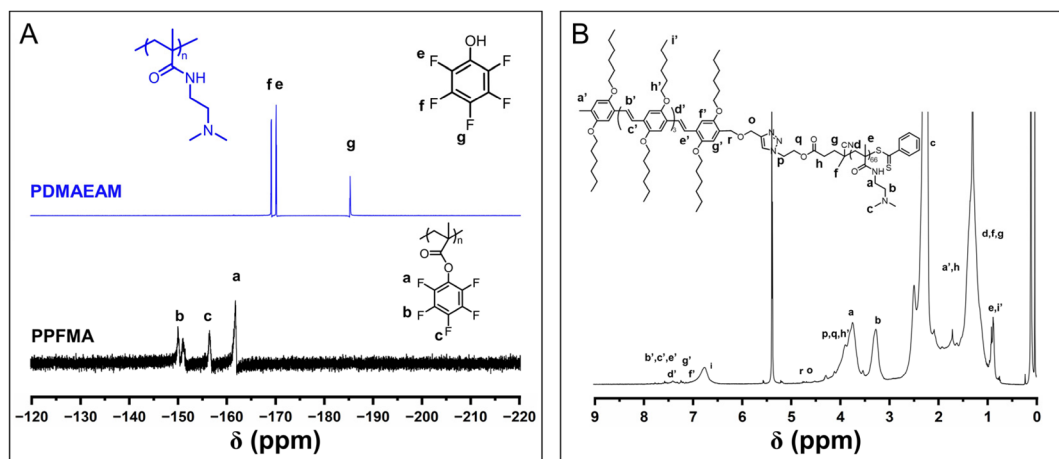 A
( )n
O
NH
N
PDMAEAM
f e
g
OH
e F F
f F F
F
g
( )n
O
O
a F F
b F F
F
c
a
b c
PPFMA
−120 −130 −140 −150 −160 −170 −180 −190 −200 −210 −220
δ (ppm)
B
i'
h'
a' b' d' f'
O O O
( )3
c' e' g'
O O O
o
r
O
N=N
N
p
q
O
O
h
g
CN
d
e
f
( )66
S
S
O
NH
a
b
N
c
c
d,f,g
a',h
a
b
p,q,h'
e,i'
b',c',e' g'
d' f'
i
r o
9 8 7 6 5 4 3 2 1 0
δ (ppm)